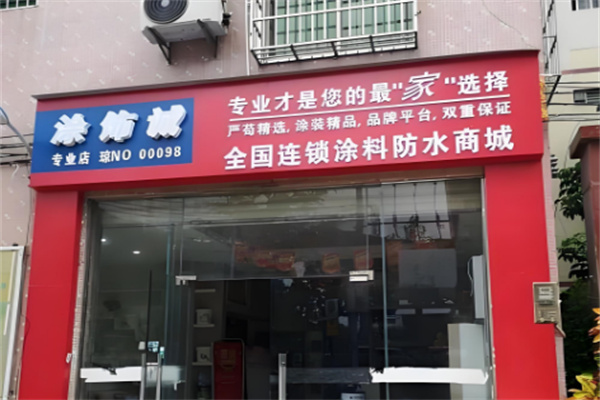 涂饰机
专业店 琼NO 00098
专业才是您的最"家"选择
严苟精选,涂装精品,品牌平台,双重保证
全国连锁涂料防水商城